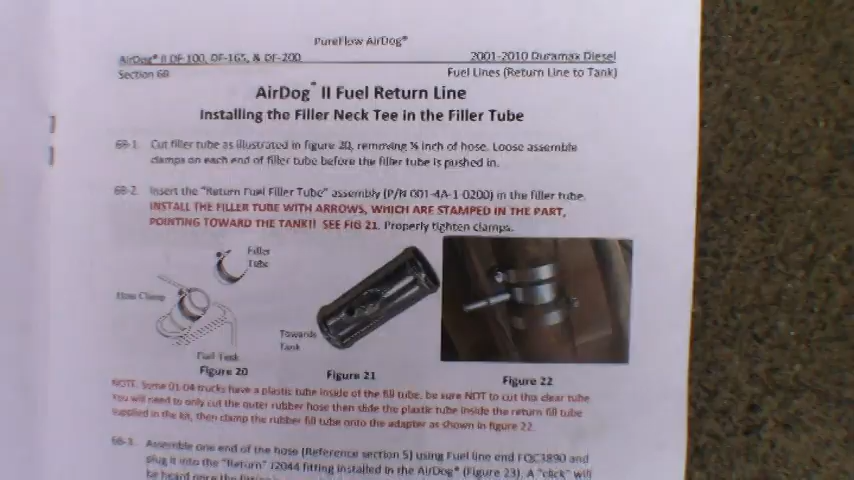 PureFlow AirDog®
AirDog® II DF-100, DF-165, & DF-200
2001-2010 Duramax Diesel
Section 6B
Fuel Lines (Return Line to Tank)
AirDog® II Fuel Return Line
Installing the Filler Neck Tee in the Filler Tube
6B-1. Cut filler tube as illustrated in figure 20, removing ¾ inch of hose. Loose assemble
clamps on each end of filler tube before the filler tube is pushed in.
6B-2. Insert the "Return Fuel Filler Tube" assembly (P/N 001-4A-1-0200) in the filler tube.
INSTALL THE FILLER TUBE WITH ARROWS, WHICH ARE STAMPED IN THE PART,
POINTING TOWARD THE TANK!! SEE FIG 21. Properly tighten clamps.
Filler
Tube
Hose Clamp
Fuel Tank
Towards
Tank
Figure 20
Figure 21
Figure 22
NOTE: Some 01-04 trucks have a plastic tube inside of the fill tube, be sure NOT to cut this clear tube
You will need to only cut the outer rubber hose then slide the plastic tube inside the return fill tube
supplied in the kit, then clamp the rubber fill tube onto the adapter as shown in figure 22.
6B-3. Assemble one end of the hose (Reference section 5) using Fuel line end FQC3890 and
plug it into the "Return" J2044 fitting installed in the AirDog® (Figure 23). A "click" will
be heard once the